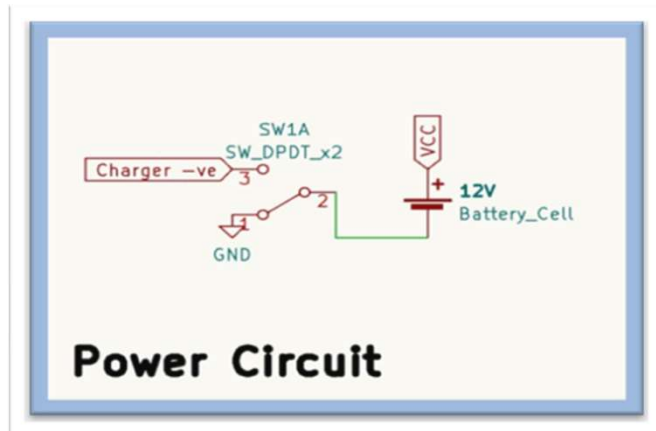 SW1A
SW_DPDT_x2
Charger -ve
3
2
1
GND
VCC
+
12V
Battery_Cell
Power Circuit